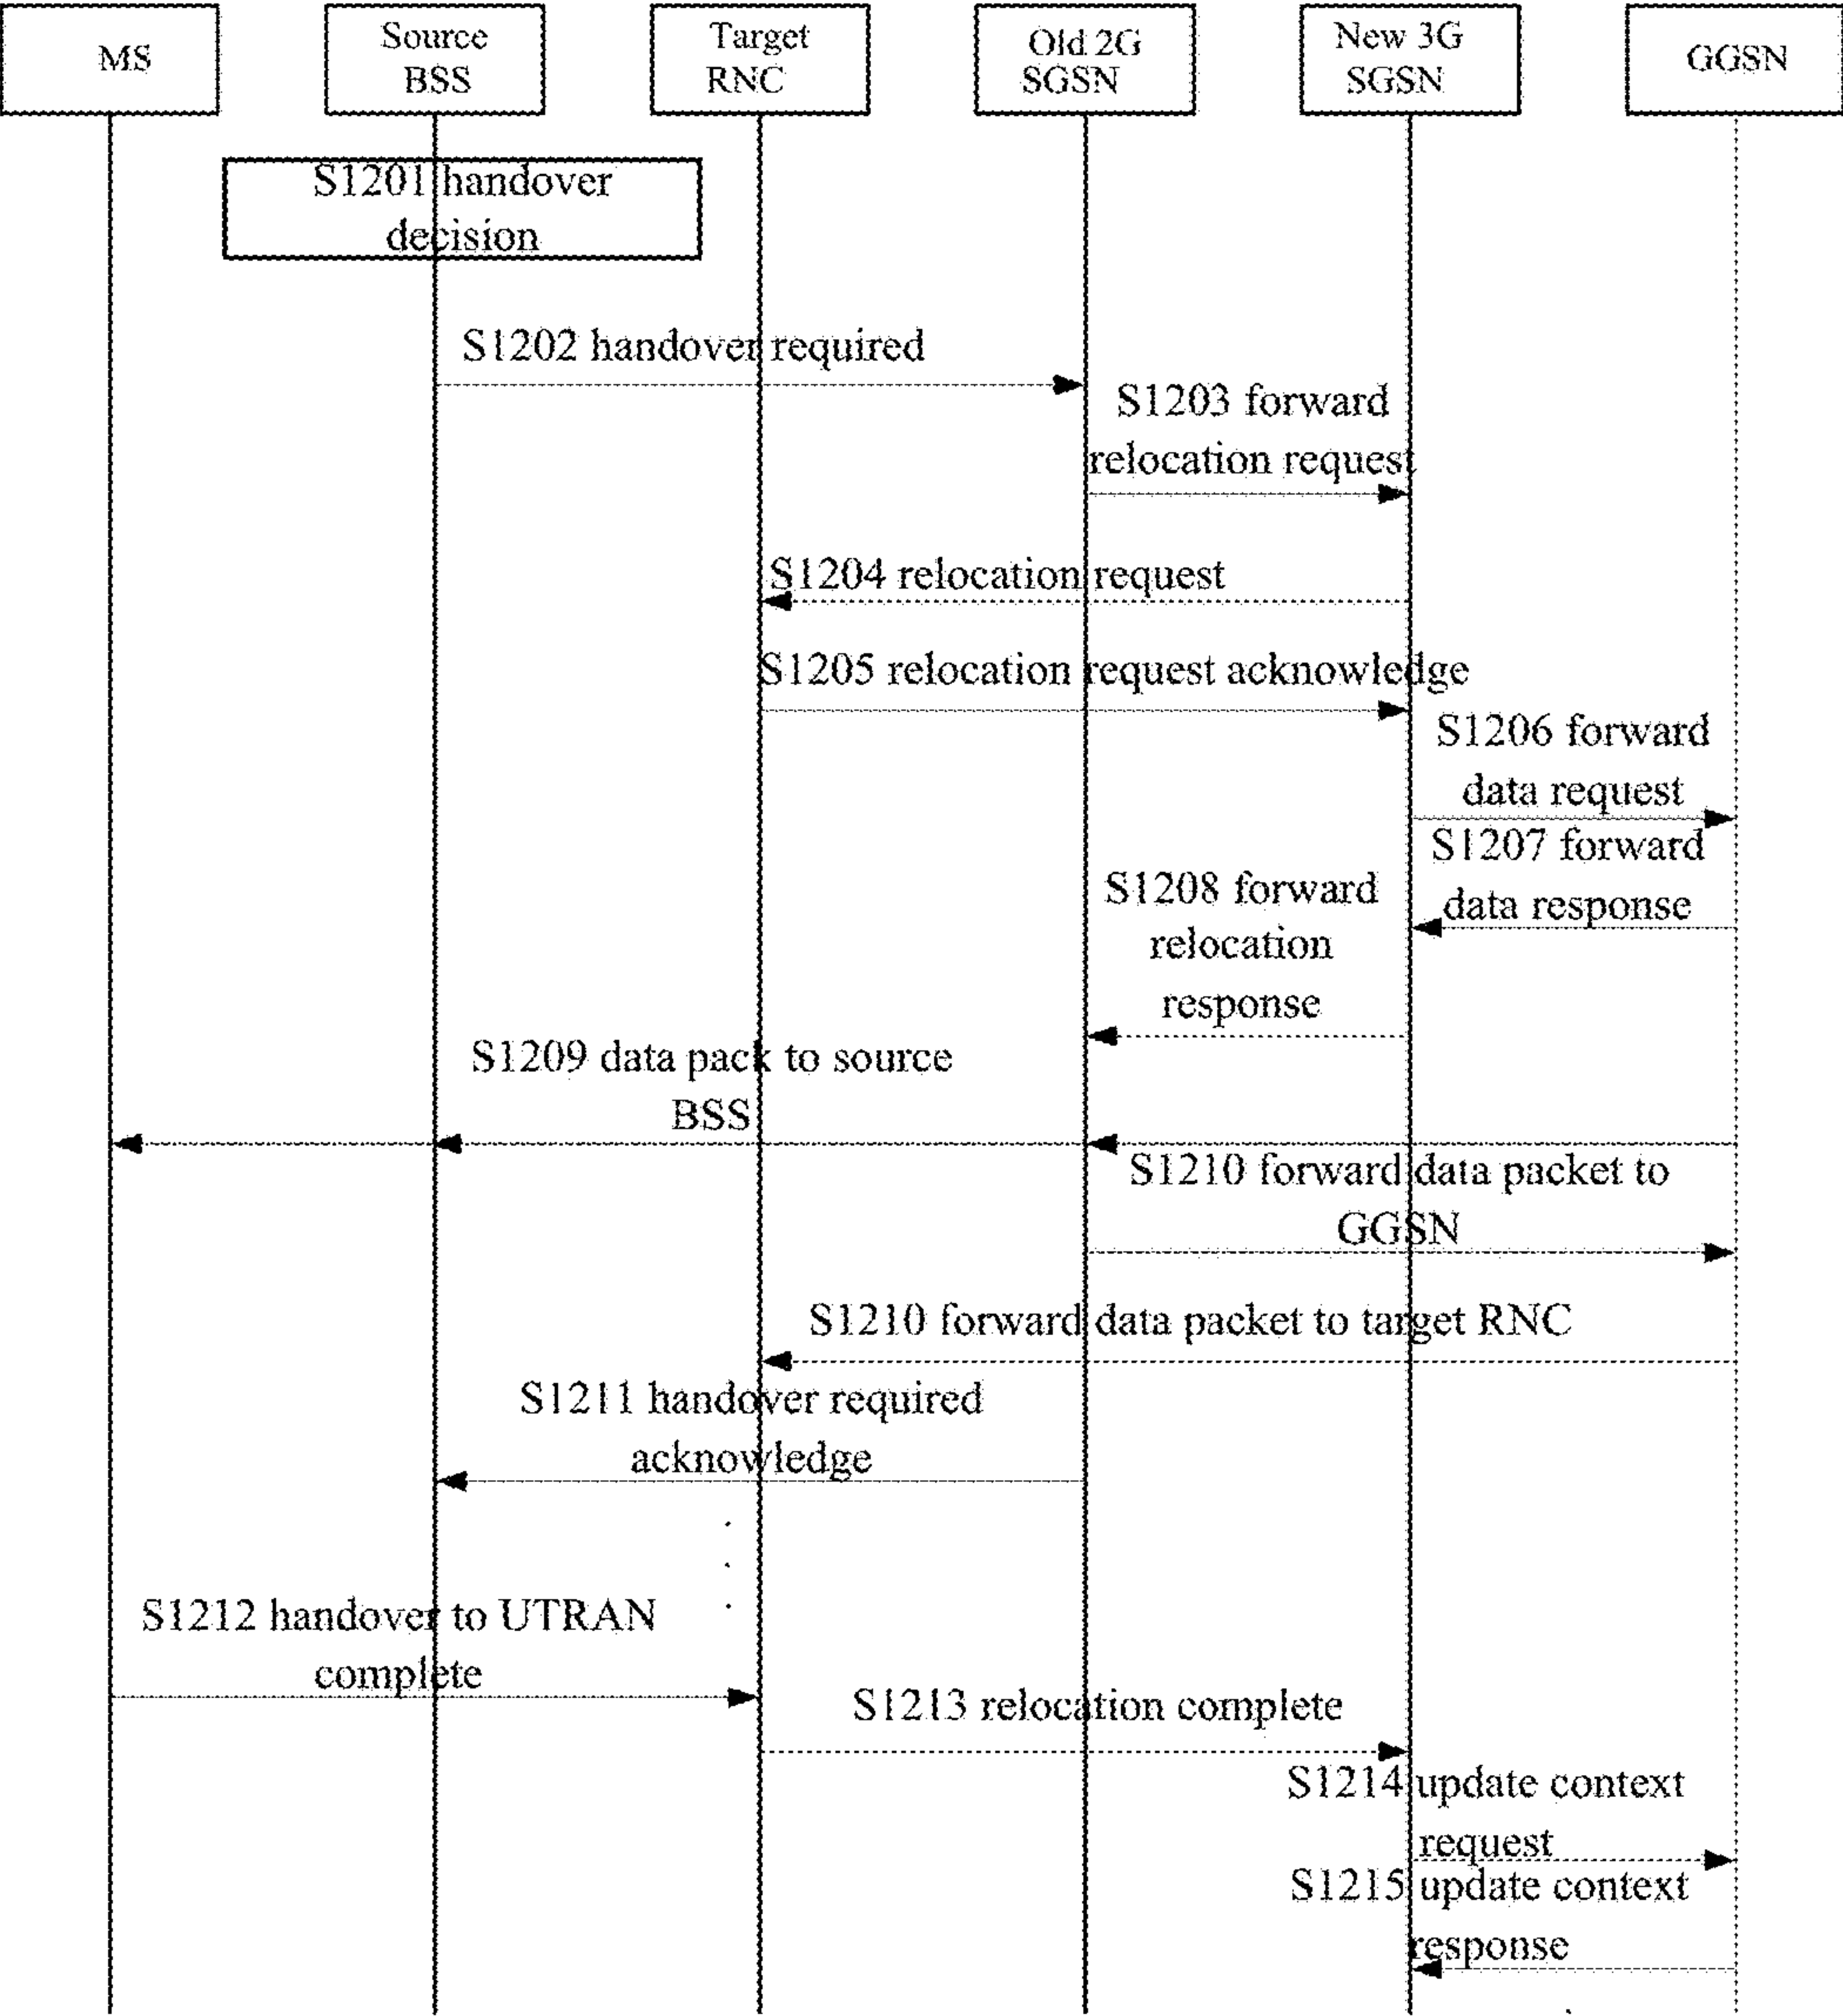 MS
Source
BSS
Target
RNC
Old 2G
SGSN
New 3G
SGSN
GGSN
S1201 handover
decision
S1202 handover required
S1203 forward
relocation request
S1204 relocation request
S1205 relocation request acknowledge
S1206 forward
data request
S1207 forward
data response
S1208 forward
relocation
response
S1209 data pack to source
BSS
S1210 forward data packet to
GGSN
S1210 forward data packet to target RNC
S1211 handover required
acknowledge
S1212 handover to UTRAN
complete
S1213 relocation complete
S1214 update context
request
S1215 update context
response